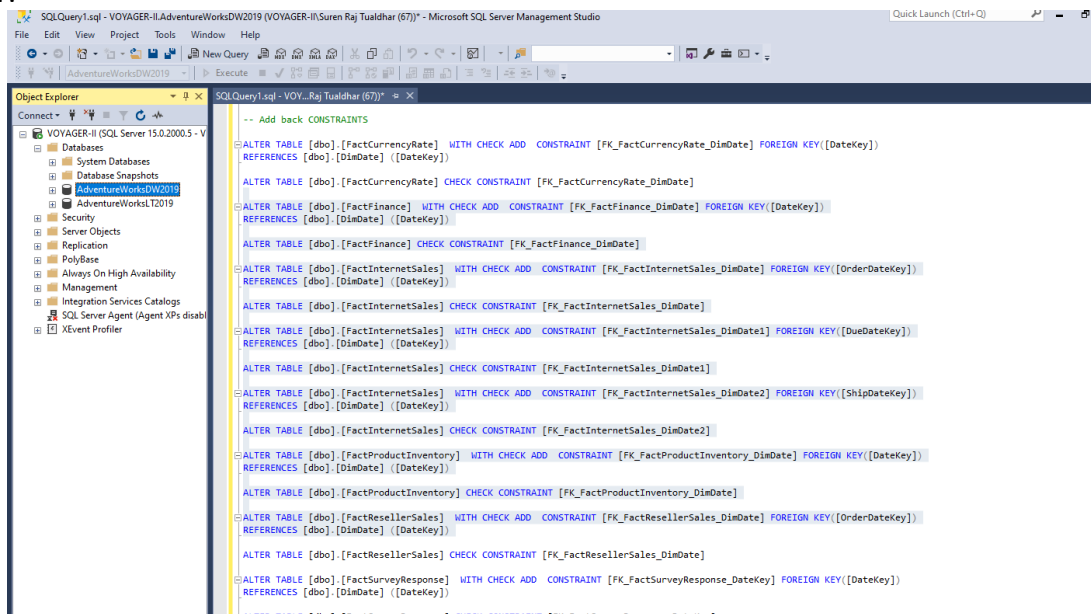 SQLQuery1.sql - VOYAGER-II.AdventureWorksDW2019 (VOYAGER-II\Suren Raj Tualdhar (67))* - Microsoft SQL Server Management Studio
Quick Launch (Ctrl+Q)
File Edit View Project Tools Window Help
New Query
AdventureWorksDW2019 Execute
Object Explorer
SQLQuery1.sql - VOY...Raj Tualdhar (67))*
Connect
VOYAGER-II (SQL Server 15.0.2000.5 - V
Databases
System Databases
Database Snapshots
AdventureWorksDW2019
AdventureWorksLT2019
Security
Server Objects
Replication
PolyBase
Always On High Availability
Management
Integration Services Catalogs
SQL Server Agent (Agent XPs disabl
XEvent Profiler
-- Add back CONSTRAINTS
ALTER TABLE [dbo].[FactCurrencyRate]  WITH CHECK ADD  CONSTRAINT [FK_FactCurrencyRate_DimDate] FOREIGN KEY([DateKey])
REFERENCES [dbo].[DimDate] ([DateKey])
ALTER TABLE [dbo].[FactCurrencyRate] CHECK CONSTRAINT [FK_FactCurrencyRate_DimDate]
ALTER TABLE [dbo].[FactFinance]  WITH CHECK ADD  CONSTRAINT [FK_FactFinance_DimDate] FOREIGN KEY([DateKey])
REFERENCES [dbo].[DimDate] ([DateKey])
ALTER TABLE [dbo].[FactFinance] CHECK CONSTRAINT [FK_FactFinance_DimDate]
ALTER TABLE [dbo].[FactInternetSales]  WITH CHECK ADD  CONSTRAINT [FK_FactInternetSales_DimDate] FOREIGN KEY([OrderDateKey])
REFERENCES [dbo].[DimDate] ([DateKey])
ALTER TABLE [dbo].[FactInternetSales] CHECK CONSTRAINT [FK_FactInternetSales_DimDate]
ALTER TABLE [dbo].[FactInternetSales]  WITH CHECK ADD  CONSTRAINT [FK_FactInternetSales_DimDate1] FOREIGN KEY([DueDateKey])
REFERENCES [dbo].[DimDate] ([DateKey])
ALTER TABLE [dbo].[FactInternetSales] CHECK CONSTRAINT [FK_FactInternetSales_DimDate1]
ALTER TABLE [dbo].[FactInternetSales]  WITH CHECK ADD  CONSTRAINT [FK_FactInternetSales_DimDate2] FOREIGN KEY([ShipDateKey])
REFERENCES [dbo].[DimDate] ([DateKey])
ALTER TABLE [dbo].[FactInternetSales] CHECK CONSTRAINT [FK_FactInternetSales_DimDate2]
ALTER TABLE [dbo].[FactProductInventory]  WITH CHECK ADD  CONSTRAINT [FK_FactProductInventory_DimDate] FOREIGN KEY([DateKey])
REFERENCES [dbo].[DimDate] ([DateKey])
ALTER TABLE [dbo].[FactProductInventory] CHECK CONSTRAINT [FK_FactProductInventory_DimDate]
ALTER TABLE [dbo].[FactResellerSales]  WITH CHECK ADD  CONSTRAINT [FK_FactResellerSales_DimDate] FOREIGN KEY([OrderDateKey])
REFERENCES [dbo].[DimDate] ([DateKey])
ALTER TABLE [dbo].[FactResellerSales] CHECK CONSTRAINT [FK_FactResellerSales_DimDate]
ALTER TABLE [dbo].[FactSurveyResponse]  WITH CHECK ADD  CONSTRAINT [FK_FactSurveyResponse_DateKey] FOREIGN KEY([DateKey])
REFERENCES [dbo].[DimDate] ([DateKey])